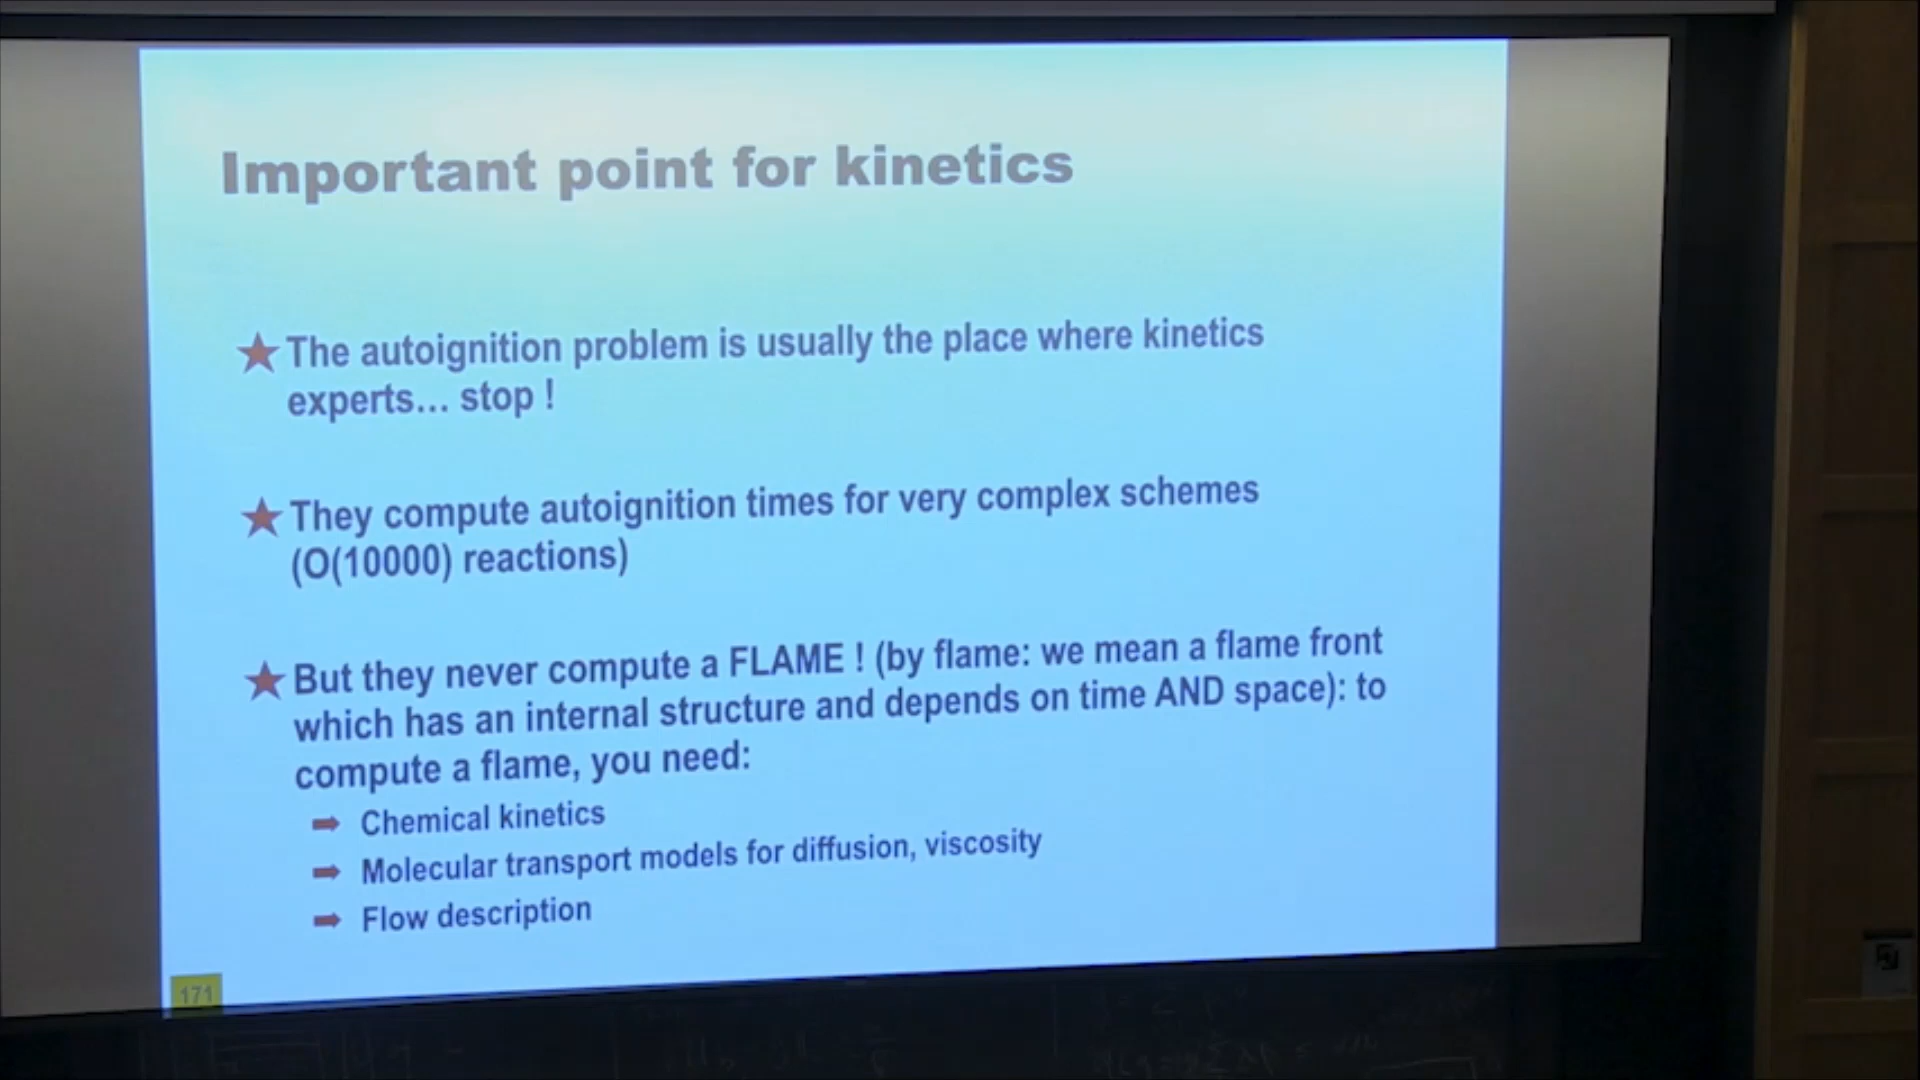 Important point for kinetics
The autoignition problem is usually the place where kinetics
experts... stop !
They compute autoignition times for very complex schemes
(O(10000) reactions)
But they never compute a FLAME ! (by flame: we mean a flame front
which has an internal structure and depends on time AND space): to
compute a flame, you need:
Chemical kinetics
Molecular transport models for diffusion, viscosity
Flow description
171